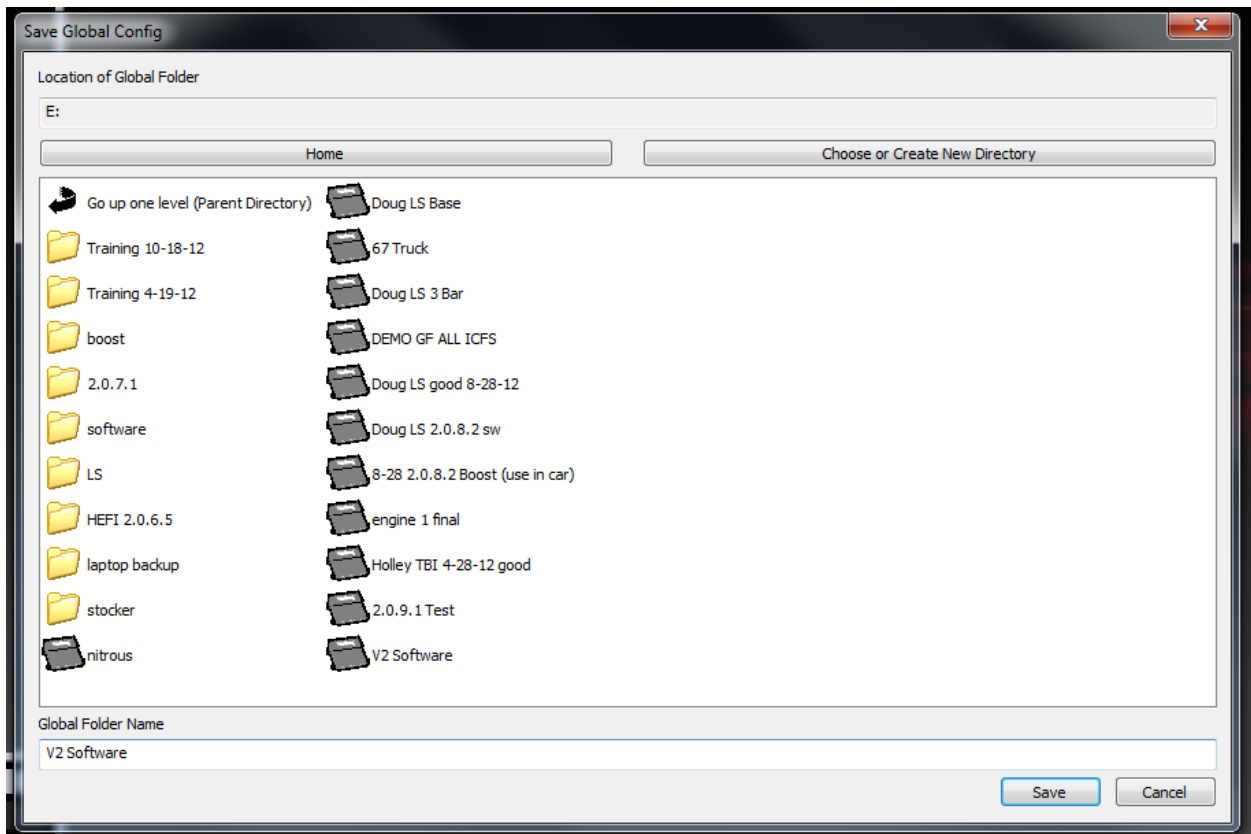 Save Global Config
Location of Global Folder
E:
Home
Choose or Create New Directory
Go up one level (Parent Directory)
Training 10-18-12
Training 4-19-12
boost
2.0.7.1
software
LS
HEFI 2.0.6.5
laptop backup
stocker
nitrous
Doug LS Base
67 Truck
Doug LS 3 Bar
DEMO GF ALL ICFS
Doug LS good 8-28-12
Doug LS 2.0.8.2 sw
8-28 2.0.8.2 Boost (use in car)
engine 1 final
Holley TBI 4-28-12 good
2.0.9.1 Test
V2 Software
Global Folder Name
V2 Software
Save
Cancel